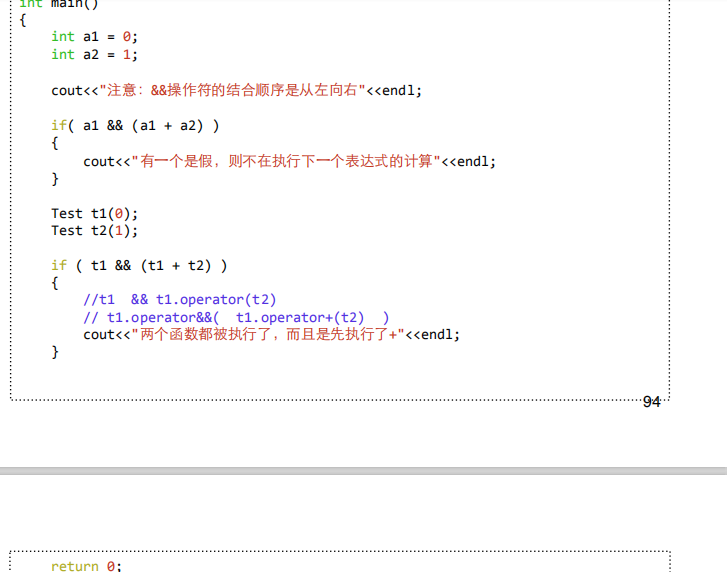 int main()
{
int a1 = 0;
int a2 = 1;
cout<<"注意：&&操作符的结合顺序是从左向右"<<endl;
if( a1 && (a1 + a2) )
{
cout<<"有一个是假，则不在执行下一个表达式的计算"<<endl;
}
Test t1(0);
Test t2(1);
if ( t1 && (t1 + t2) )
{
//t1  && t1.operator(t2)
// t1.operator&&(  t1.operator+(t2)  )
cout<<"两个函数都被执行了，而且是先执行了+"<<endl;
}
94
return 0;